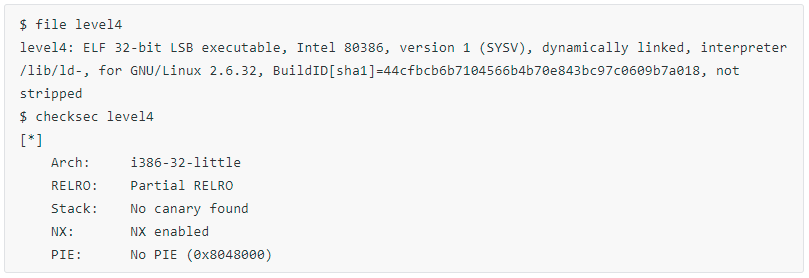 $ file level4
level4: ELF 32-bit LSB executable, Intel 80386, version 1 (SYSV), dynamically linked, interpreter
/lib/ld-, for GNU/Linux 2.6.32, BuildID[sha1]=44cfbcb6b7104566b4b70e843bc97c0609b7a018, not
stripped
$ checksec level4
[*]
    Arch:     i386-32-little
    RELRO:    Partial RELRO
    Stack:    No canary found
    NX:       NX enabled
    PIE:      No PIE (0x8048000)